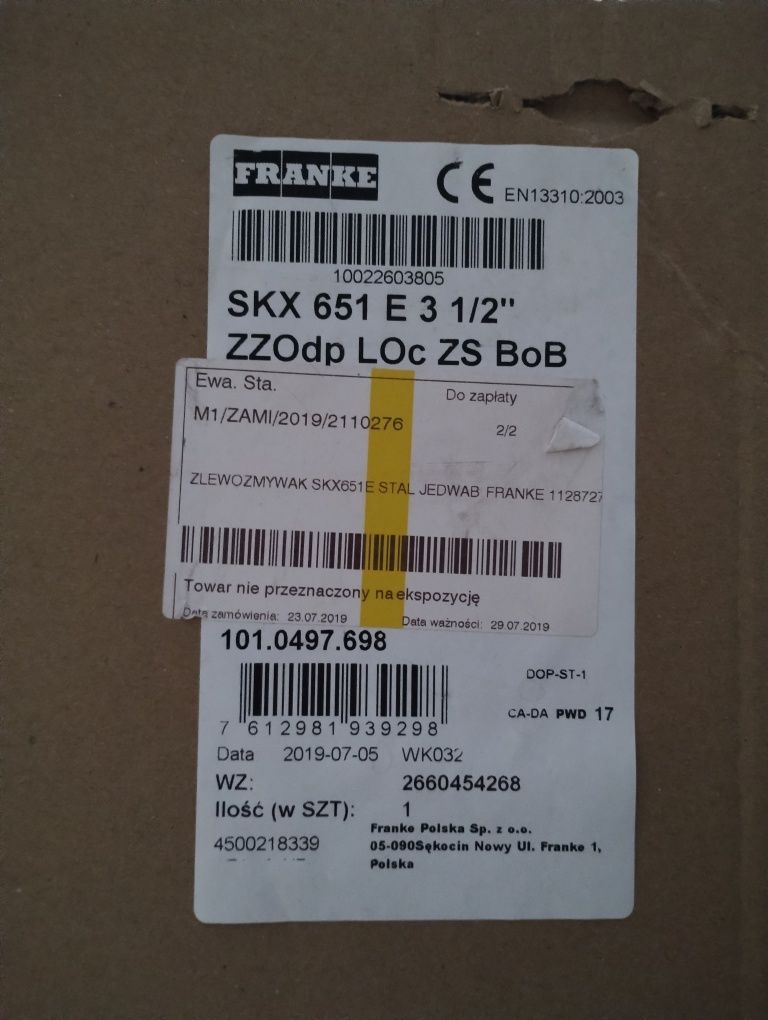 FRANKE
CE EN13310:2003
10022603805
SKX 651 E 3 1/2"
ZZOdp LOc ZS BoB
Ewa. Sta.
Do zapłaty
M1/ZAMI/2019/2110276
2/2
ZLEWOZMYWAK SKX651E STAL JEDWAB FRANKE 1128727
Towar nie przeznaczony na ekspozycję
Data zamówienia: 23.07.2019 Data ważności: 29.07.2019
101.0497.698
DOP-ST-1
CA-DA PWD 17
7 612981 939298
Data 2019-07-05 WK032
WZ: 2660454268
Ilość (w SZT): 1
4500218339
Franke Polska Sp. z o.o.
05-090Sękocin Nowy Ul. Franke 1,
Polska